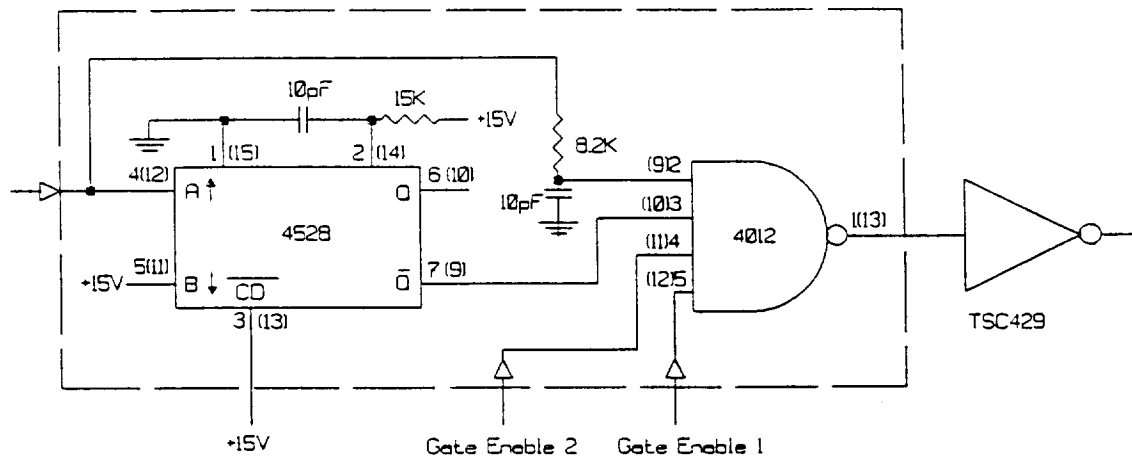 10pF
15K
+15V
8.2K
1 (15)
2 (14)
4(12)
6 (10)
(9)2
A
Q
10pF
(10)3
1(13)
4528
(11)4
4012
5(11)
7 (9)
(12)5
+15V
B
CD
Q
3 (13)
TSC429
+15V
Gate Enable 2
Gate Enable 1